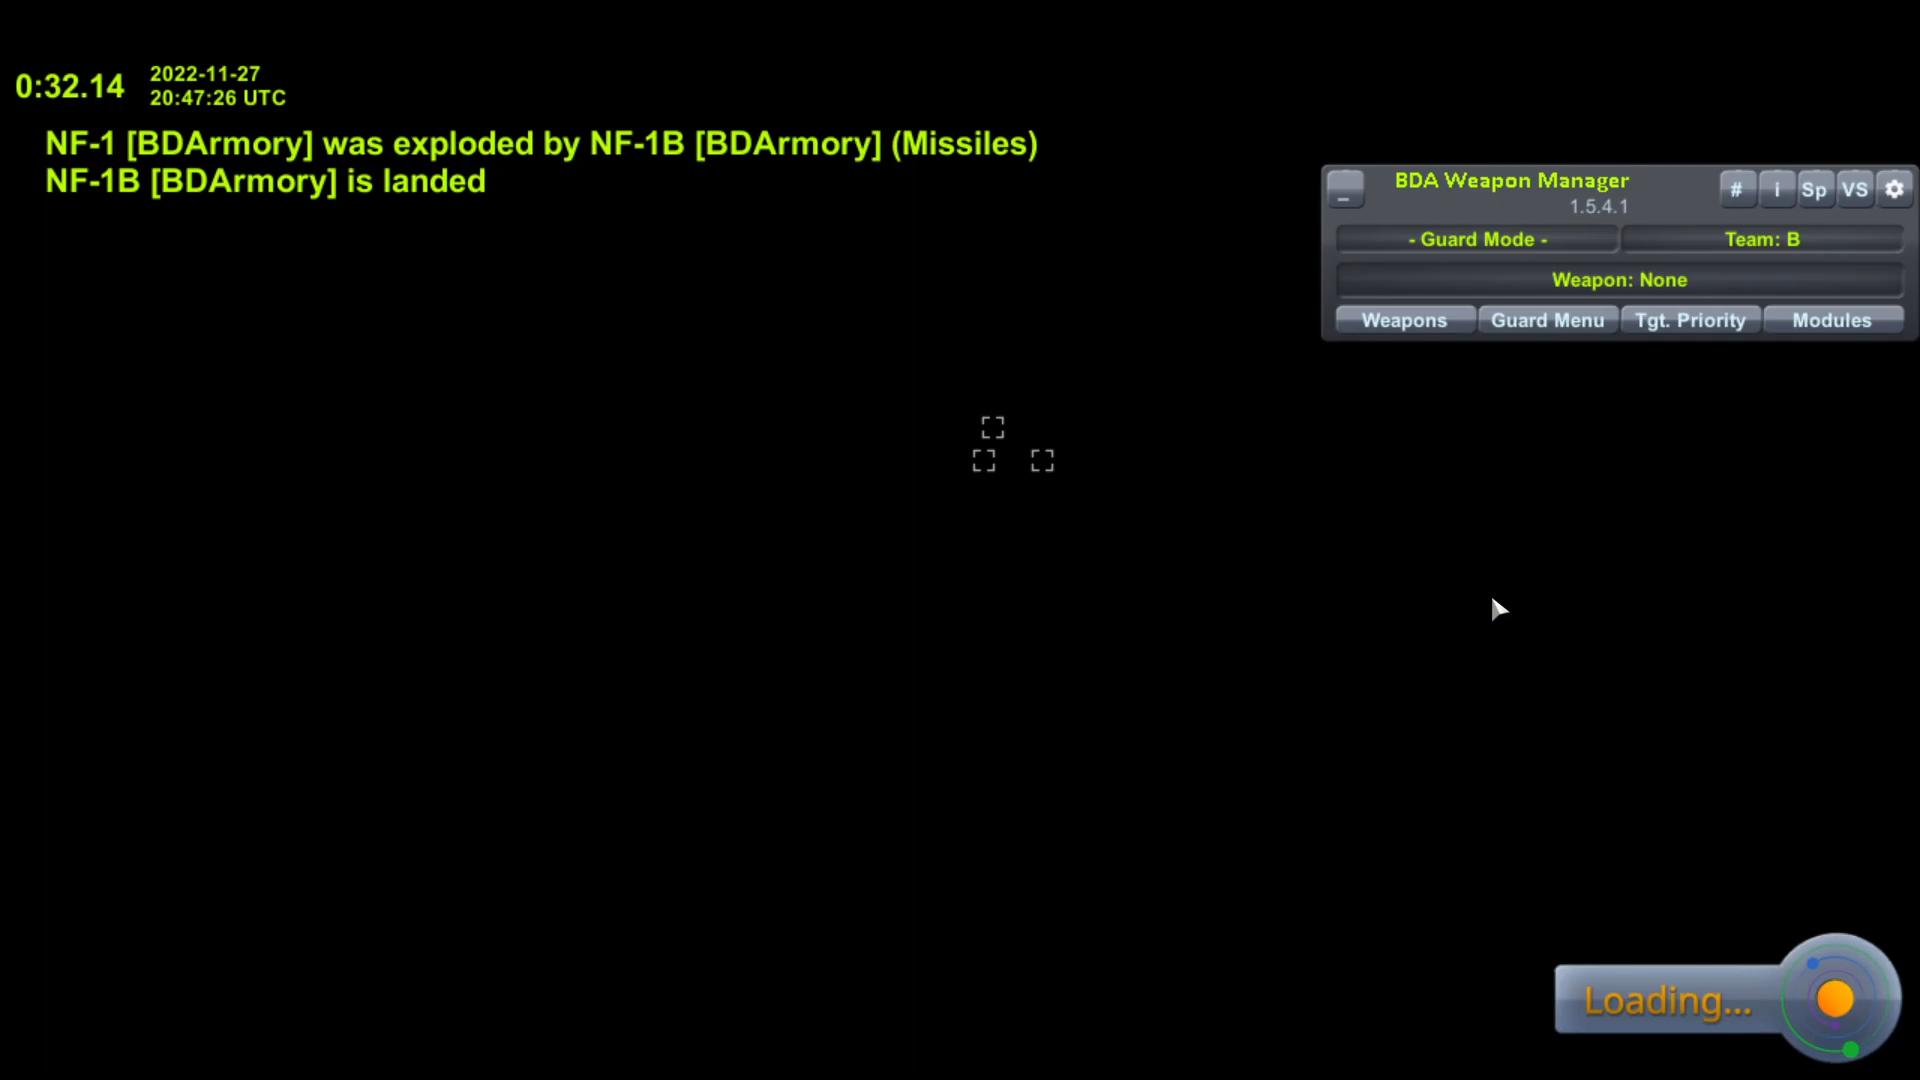 0:32.14
2022-11-27
20:47:26 UTC
NF-1 [BDArmory] was exploded by NF-1B [BDArmory] (Missiles)
NF-1B [BDArmory] is landed
_
BDA Weapon Manager
# i Sp VS
1.5.4.1
- Guard Mode - Team: B
Weapon: None
Weapons Guard Menu Tgt. Priority Modules
Loading...